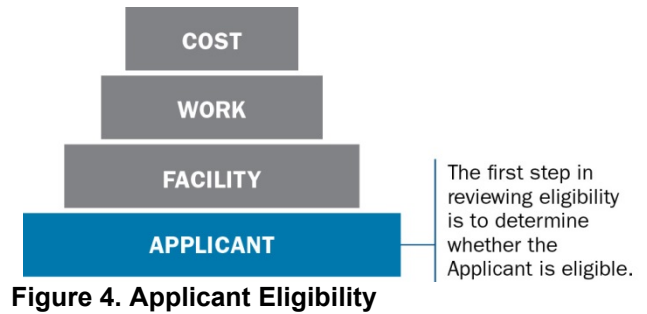 COST
WORK
FACILITY
APPLICANT
The first step in
reviewing eligibility
is to determine
whether the
Applicant is eligible.
Figure 4. Applicant Eligibility